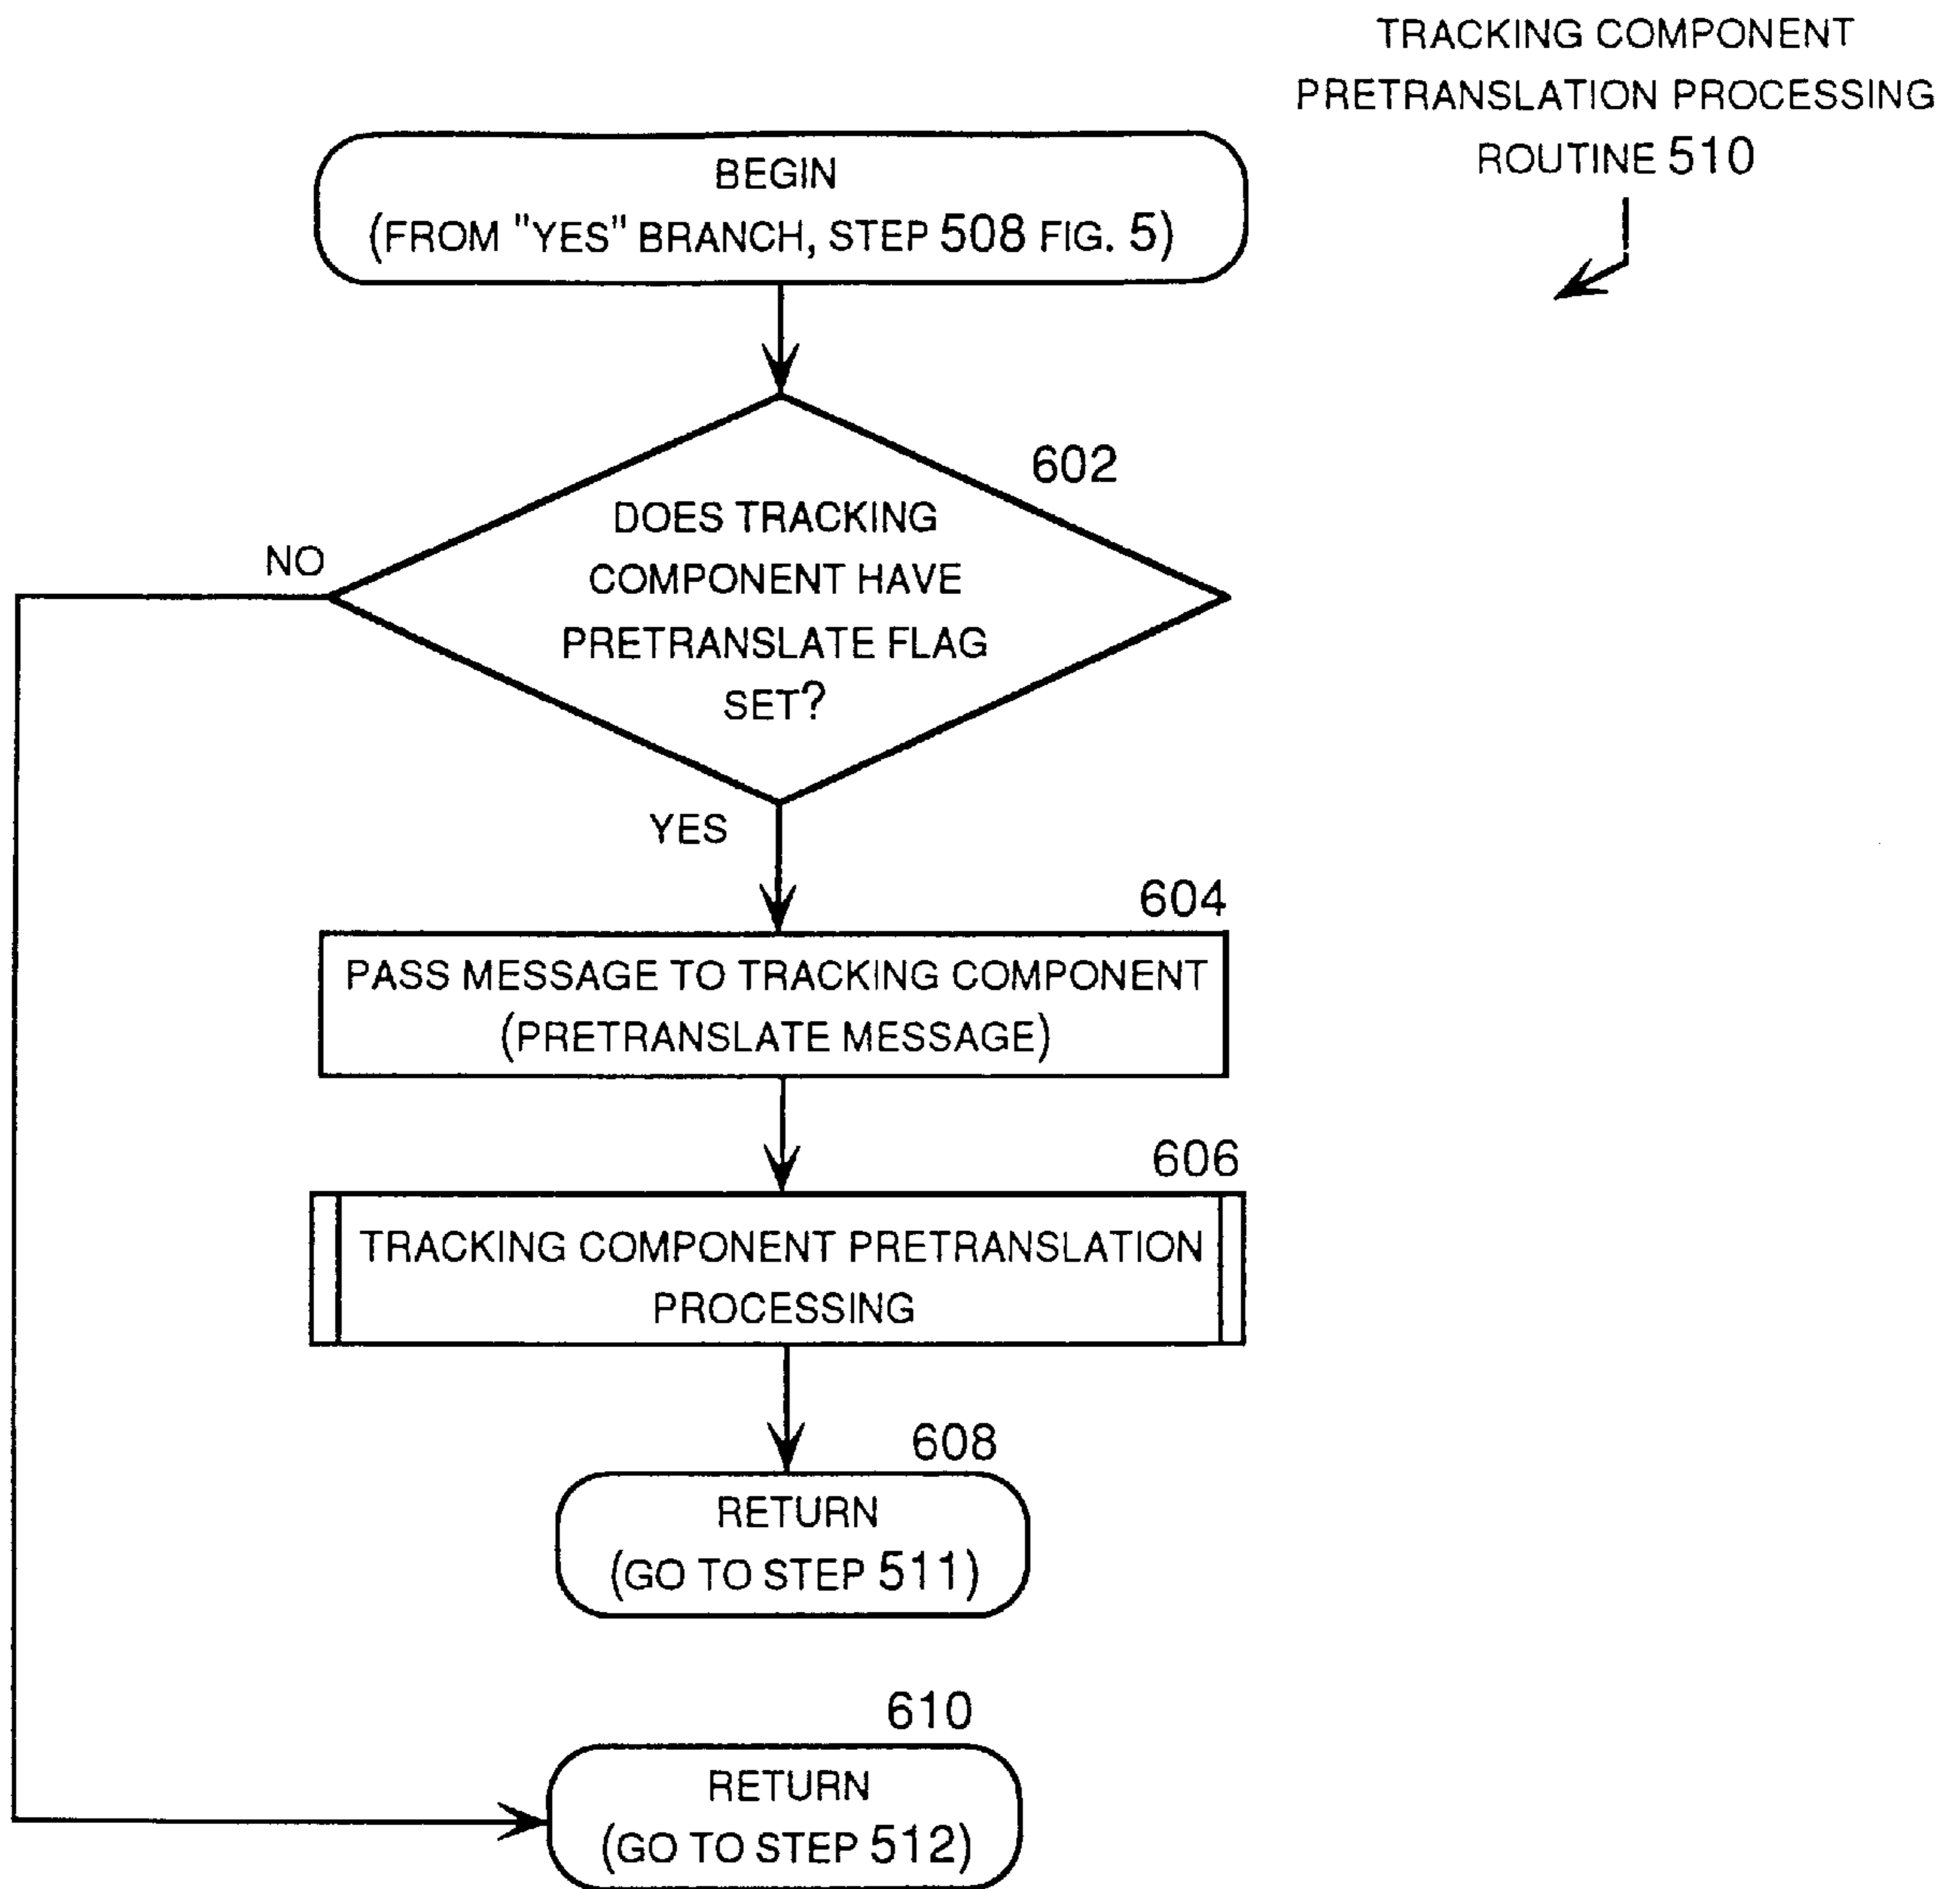 TRACKING COMPONENT
PRETRANSLATION PROCESSING
ROUTINE 510
BEGIN
(FROM "YES" BRANCH, STEP 508 FIG. 5)
602
DOES TRACKING
COMPONENT HAVE
PRETRANSLATE FLAG
SET?
NO
YES
604
PASS MESSAGE TO TRACKING COMPONENT
(PRETRANSLATE MESSAGE)
606
TRACKING COMPONENT PRETRANSLATION
PROCESSING
608
RETURN
(GO TO STEP 511)
610
RETURN
(GO TO STEP 512)